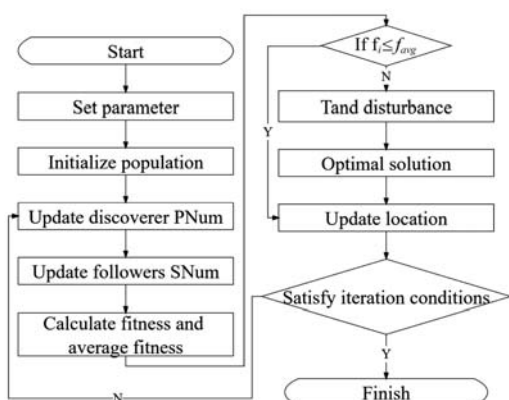 Start
Set parameter
Initialize population
Update discoverer PNum
Update followers SNum
Calculate fitness and
average fitness
N
If fᵢ≤f_avg
N
Y
Tand disturbance
Optimal solution
Update location
Satisfy iteration conditions
Y
Finish